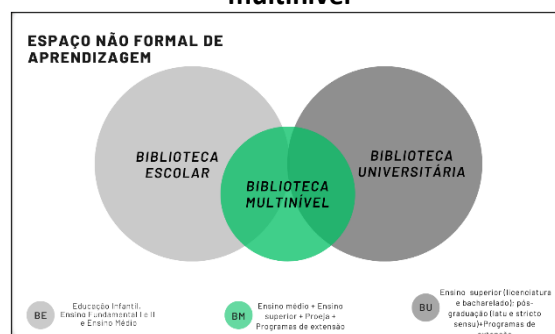 multinível
ESPAÇO NÃO FORMAL DE
APRENDIZAGEM
BIBLIOTECA
ESCOLAR
BIBLIOTECA
MULTINÍVEL
BIBLIOTECA
UNIVERSITÁRIA
BE
Educação Infantil,
Ensino Fundamental I e II
e Ensino Médio
BM
Ensino médio + Ensino
superior + Proeja +
Programas de extensão
BU
Ensino superior (licenciatura
e bacharelado); pós-
graduação (latu e stricto
sensu)+Programas de